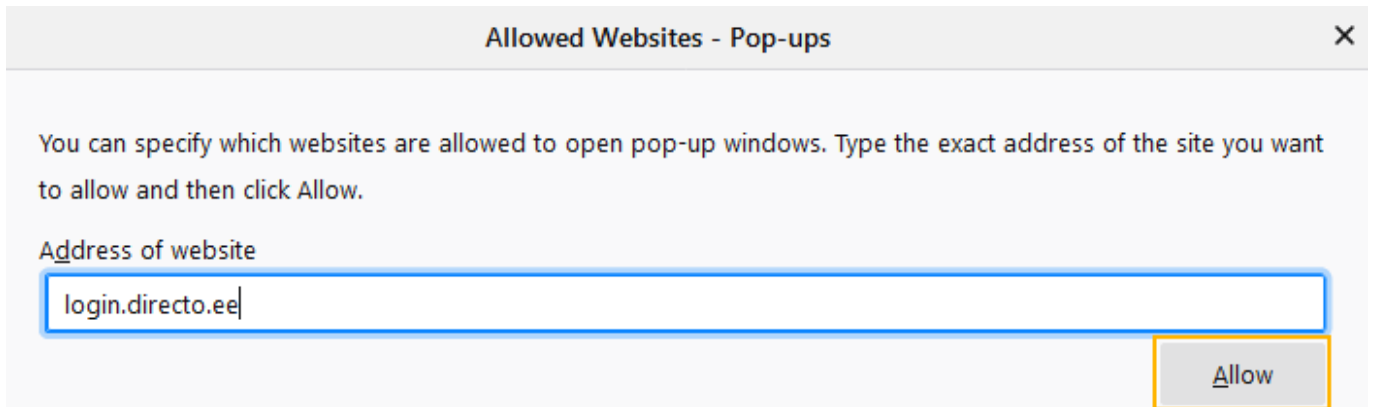 Allowed Websites - Pop-ups
You can specify which websites are allowed to open pop-up windows. Type the exact address of the site you want
to allow and then click Allow.
Address of website
login.directo.ee
Allow